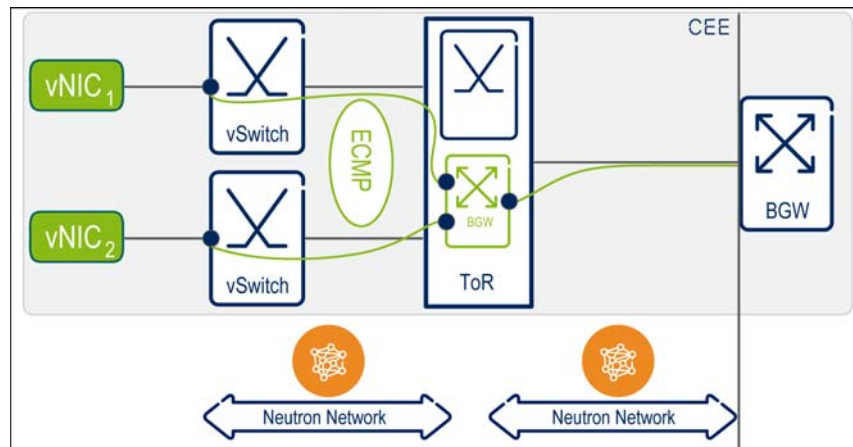 CEE
vNIC1
vSwitch
ECMP
BGW
BGW
vNIC2
vSwitch
ToR
Neutron Network
Neutron Network